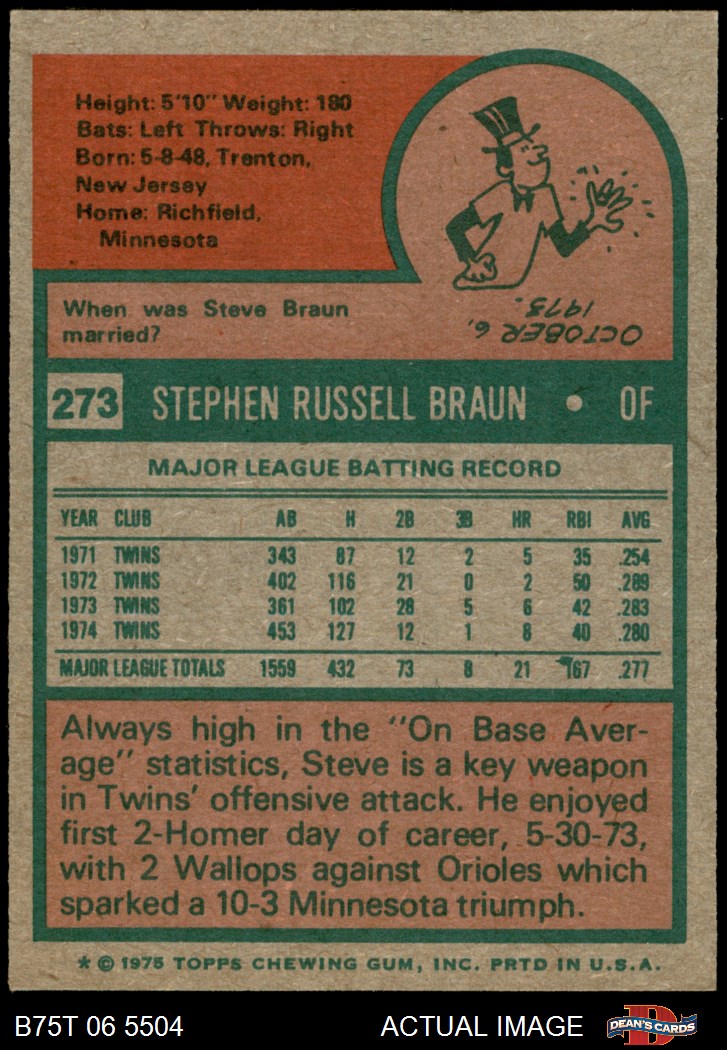 Height: 5'10" Weight: 180
Bats: Left Throws: Right
Born: 5-8-48, Trenton,
New Jersey
Home: Richfield,
Minnesota
When was Steve Braun
married?
OCTOBER 6,
1973.
273 STEPHEN RUSSELL BRAUN • OF
MAJOR LEAGUE BATTING RECORD
YEAR CLUB AB H 2B 3B HR RBI AVG
1971 TWINS 343 87 12 2 5 35 .254
1972 TWINS 402 116 21 0 2 50 .289
1973 TWINS 361 102 28 5 6 42 .283
1974 TWINS 453 127 12 1 8 40 .280
MAJOR LEAGUE TOTALS 1559 432 73 8 21 167 .277
Always high in the "On Base Aver-
age" statistics, Steve is a key weapon
in Twins' offensive attack. He enjoyed
first 2-Homer day of career, 5-30-73,
with 2 Wallops against Orioles which
sparked a 10-3 Minnesota triumph.
* © 1975 TOPPS CHEWING GUM, INC. PRTD IN U.S.A.
B75T 06 5504 ACTUAL IMAGE DEAN'S CARDS